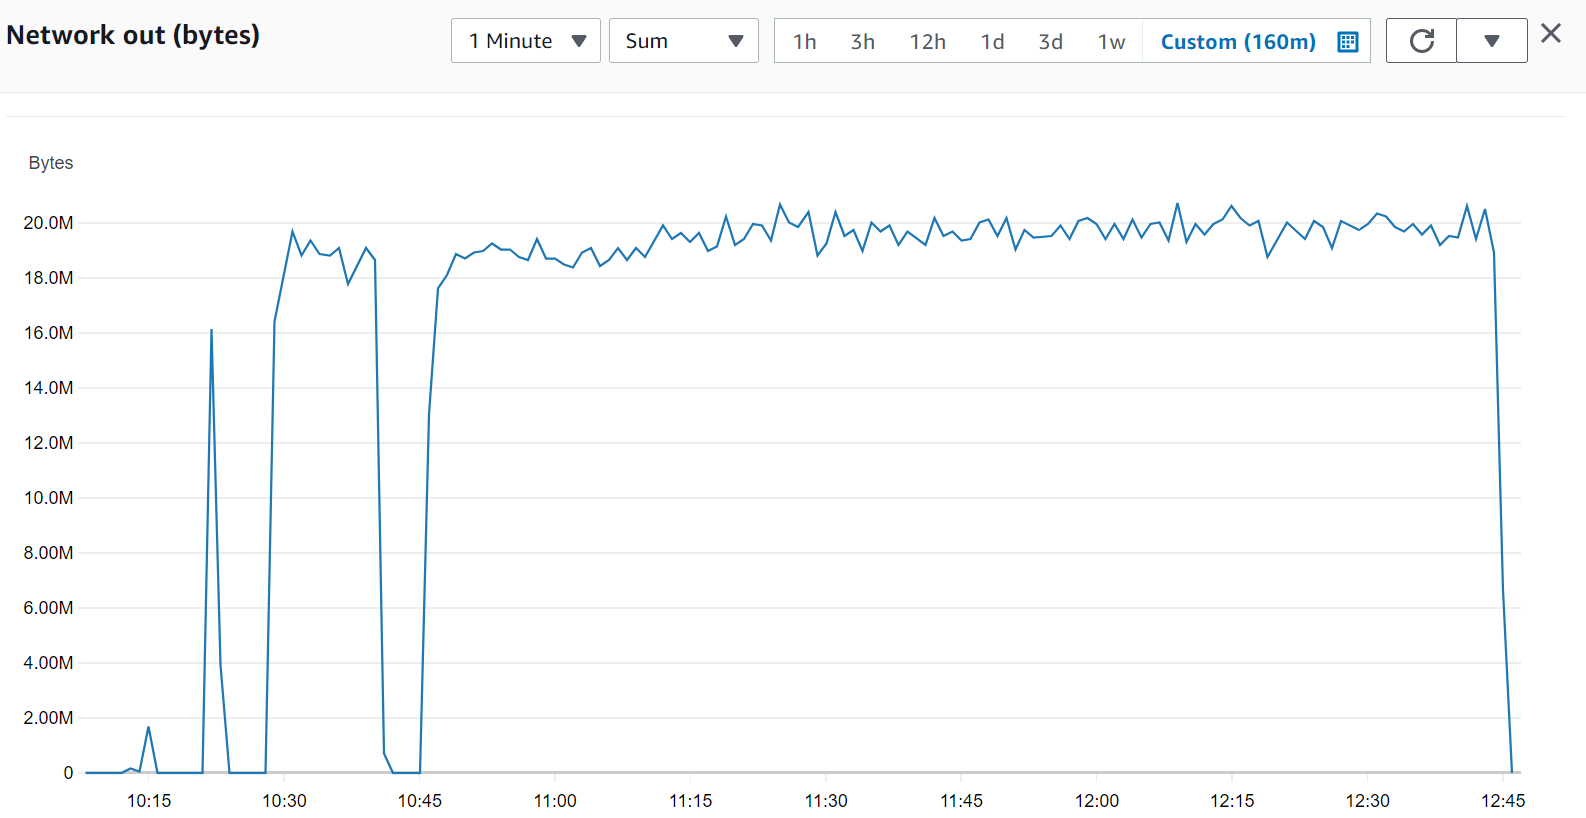 Network out (bytes)
1 Minute
Sum
1h 3h 12h 1d 3d 1w Custom (160m)
Bytes
20.0M
18.0M
16.0M
14.0M
12.0M
10.0M
8.00M
6.00M
4.00M
2.00M
0
10:15 10:30 10:45 11:00 11:15 11:30 11:45 12:00 12:15 12:30 12:45